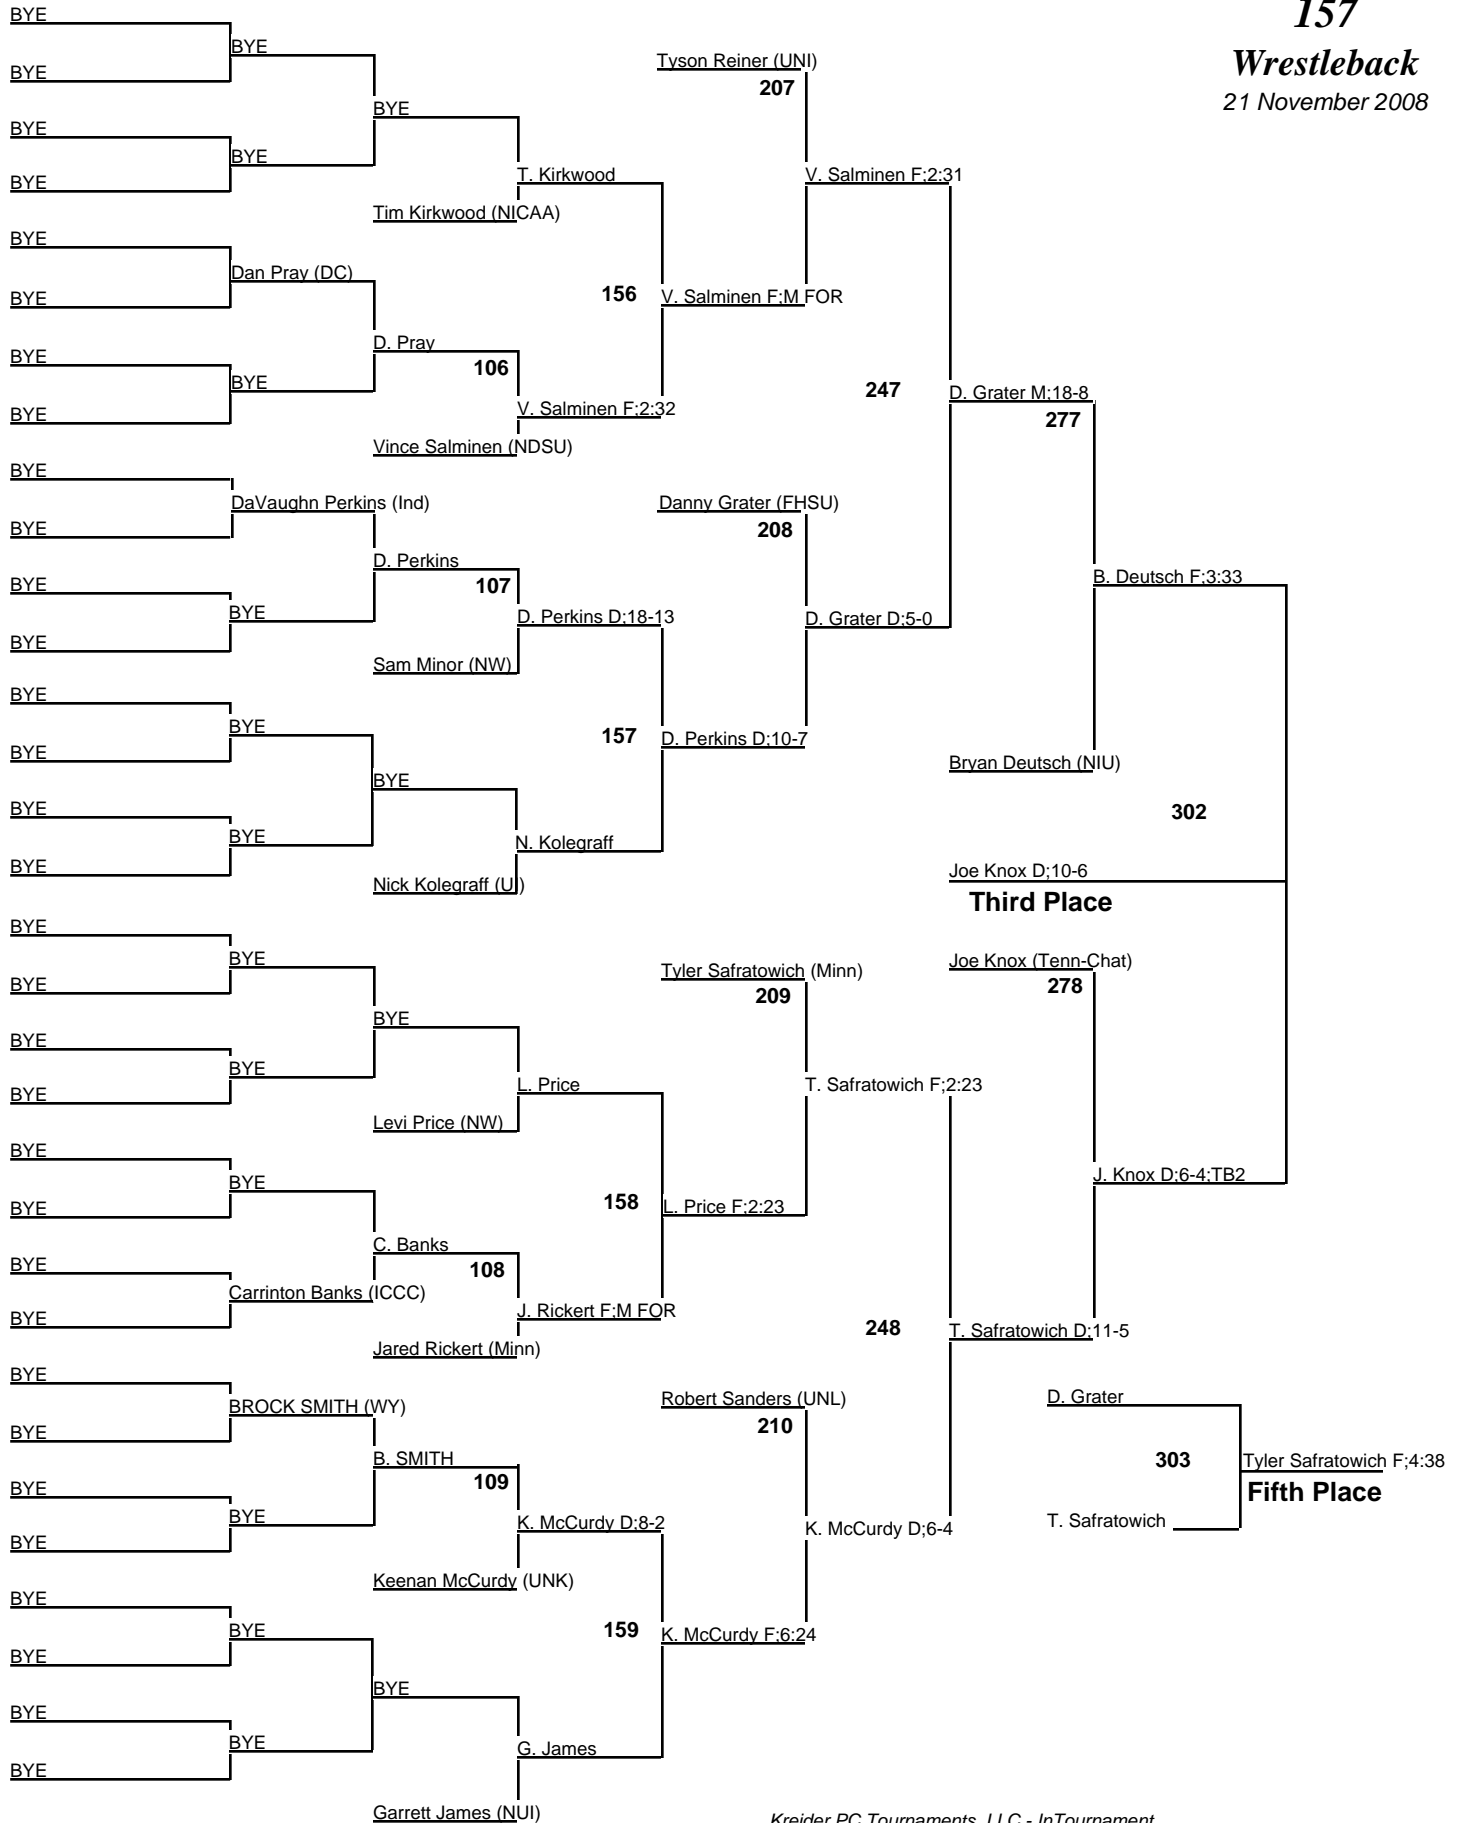 157
Wrestleback
21 November 2008
BYE
BYE
BYE
Tyson Reiner (UNI)
207
BYE
BYE
BYE
BYE
T. Kirkwood
V. Salminen F;2:31
Tim Kirkwood (NICAA)
BYE
Dan Pray (DC)
BYE
156
V. Salminen F;M FOR
D. Pray
BYE
106
BYE
247
D. Grater M;18-8
BYE
V. Salminen F;2:32
277
Vince Salminen (NDSU)
BYE
DaVaughn Perkins (Ind)
Danny Grater (FHSU)
BYE
208
D. Perkins
BYE
107
B. Deutsch F;3:33
BYE
D. Perkins D;18-13
D. Grater D;5-0
BYE
Sam Minor (NW)
BYE
BYE
157
D. Perkins D;10-7
BYE
Bryan Deutsch (NIU)
BYE
BYE
302
BYE
N. Kolegraff
BYE
Joe Knox D;10-6
Nick Kolegraff (UI)
Third Place
BYE
BYE
Tyler Safratowich (Minn)
Joe Knox (Tenn-Chat)
BYE
209
278
BYE
BYE
BYE
BYE
L. Price
T. Safratowich F;2:23
Levi Price (NW)
BYE
BYE
J. Knox D;6-4;TB2
BYE
158
L. Price F;2:23
C. Banks
BYE
108
Carrinton Banks (ICCC)
BYE
J. Rickert F;M FOR
248
T. Safratowich D;11-5
Jared Rickert (Minn)
BYE
BROCK SMITH (WY)
Robert Sanders (UNL)
D. Grater
BYE
210
B. SMITH
303
Tyler Safratowich F;4:38
BYE
109
Fifth Place
BYE
K. McCurdy D;8-2
K. McCurdy D;6-4
T. Safratowich
BYE
Keenan McCurdy (UNK)
BYE
BYE
159
K. McCurdy F;6:24
BYE
BYE
BYE
BYE
G. James
BYE
Garrett James (NUI)
Kreider PC Tournaments, LLC - InTournament